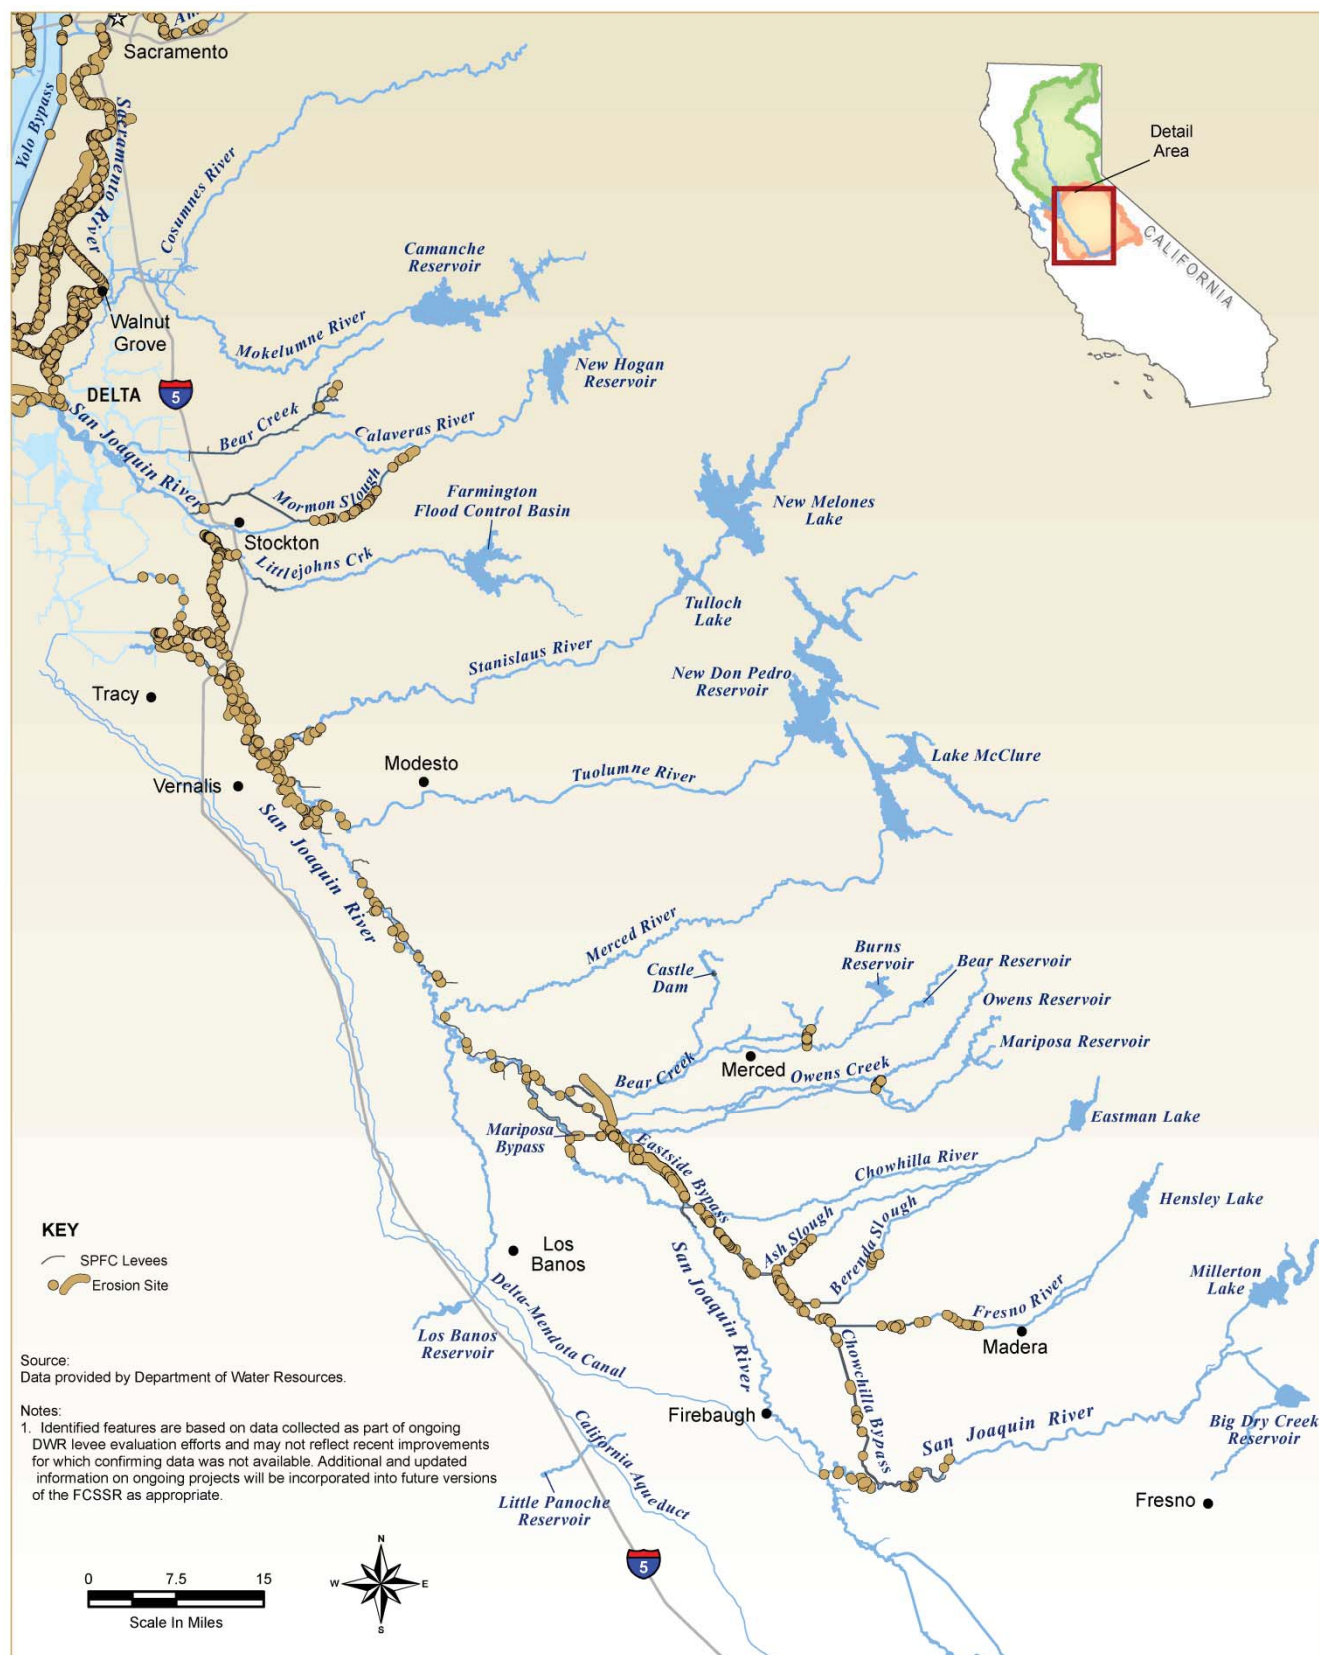 Sacramento
Am
Yolo Bypass
Sacramento River
Cosumnes River
Detail
Area
CALIFORNIA
Camanche
Reservoir
Walnut
Grove
Mokelumne River
New Hogan
Reservoir
DELTA
5
San Joaquin River
Bear Creek
Calaveras River
Mormon Slough
Farmington
Flood Control Basin
New Melones
Lake
Stockton
Littlejohns Crk
Tulloch
Lake
Stanislaus River
New Don Pedro
Reservoir
Tracy
Lake McClure
Modesto
Tuolumne River
Vernalis
San Joaquin River
Merced River
Castle
Dam
Burns
Reservoir
Bear Reservoir
Owens Reservoir
Mariposa Reservoir
Bear Creek
Merced
Owens Creek
Eastman Lake
Mariposa
Bypass
Eastside Bypass
Chowhilla River
Hensley Lake
KEY
SPFC Levees
Erosion Site
Los
Banos
Ash Slough
Berenda Slough
San Joaquin River
Millerton
Lake
Fresno River
Delta-Mendota Canal
Los Banos
Reservoir
Madera
Chowchilla Bypass
Source:
Data provided by Department of Water Resources.
Firebaugh
San Joaquin River
Big Dry Creek
Reservoir
Notes:
1. Identified features are based on data collected as part of ongoing
DWR levee evaluation efforts and may not reflect recent improvements
for which confirming data was not available. Additional and updated
information on ongoing projects will be incorporated into future versions
of the FCSSR as appropriate.
California Aqueduct
Little Panoche
Reservoir
Fresno
5
0 7.5 15
Scale In Miles
N
W E
S